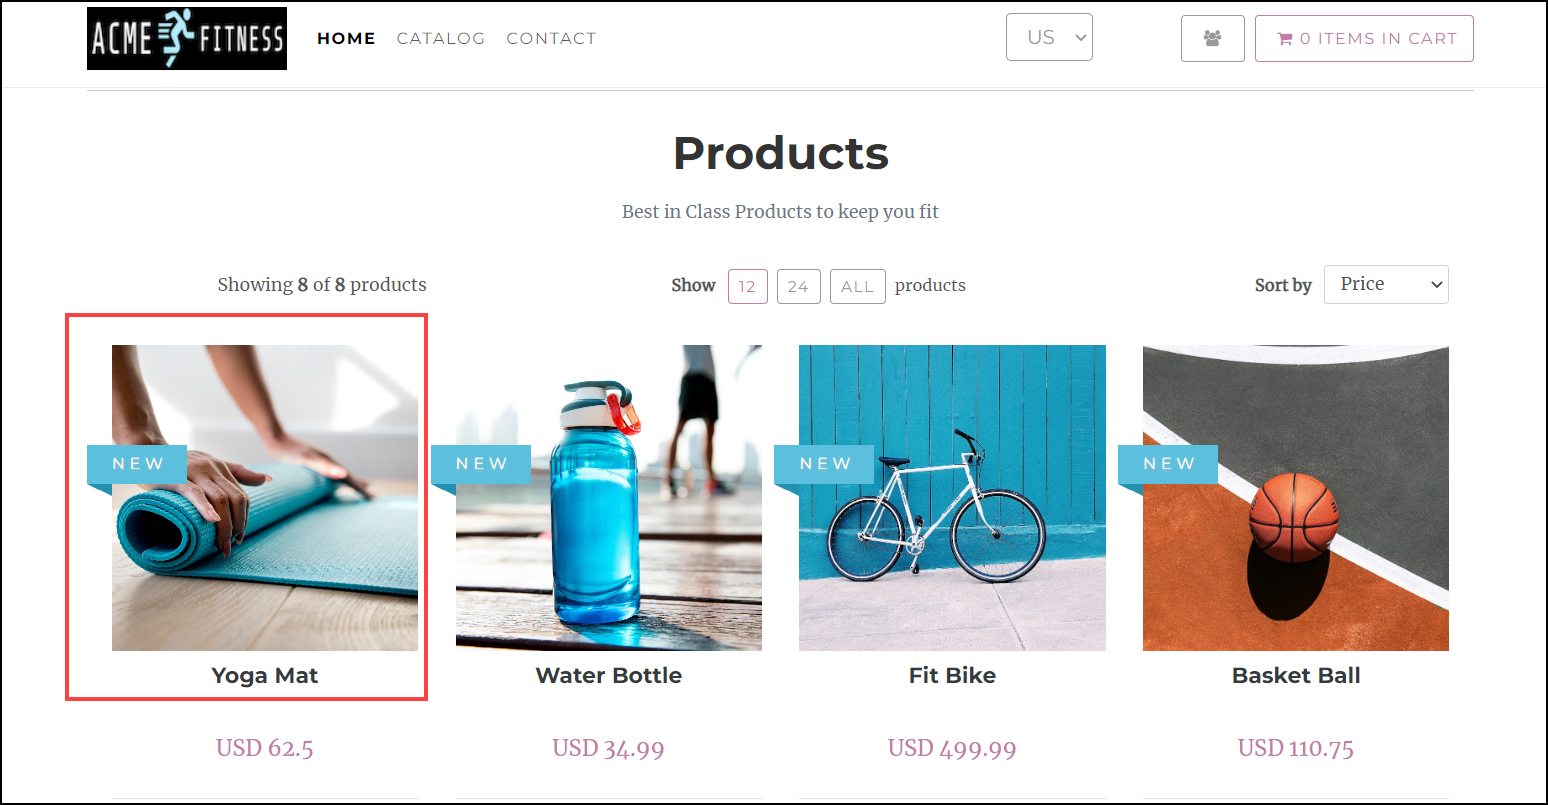 ACME FITNESS
HOME CATALOG CONTACT
US
0 ITEMS IN CART
Products
Best in Class Products to keep you fit
Showing 8 of 8 products
Show 12 24 ALL products
Sort by Price
NEW
NEW
NEW
NEW
Yoga Mat
Water Bottle
Fit Bike
Basket Ball
USD 62.5
USD 34.99
USD 499.99
USD 110.75